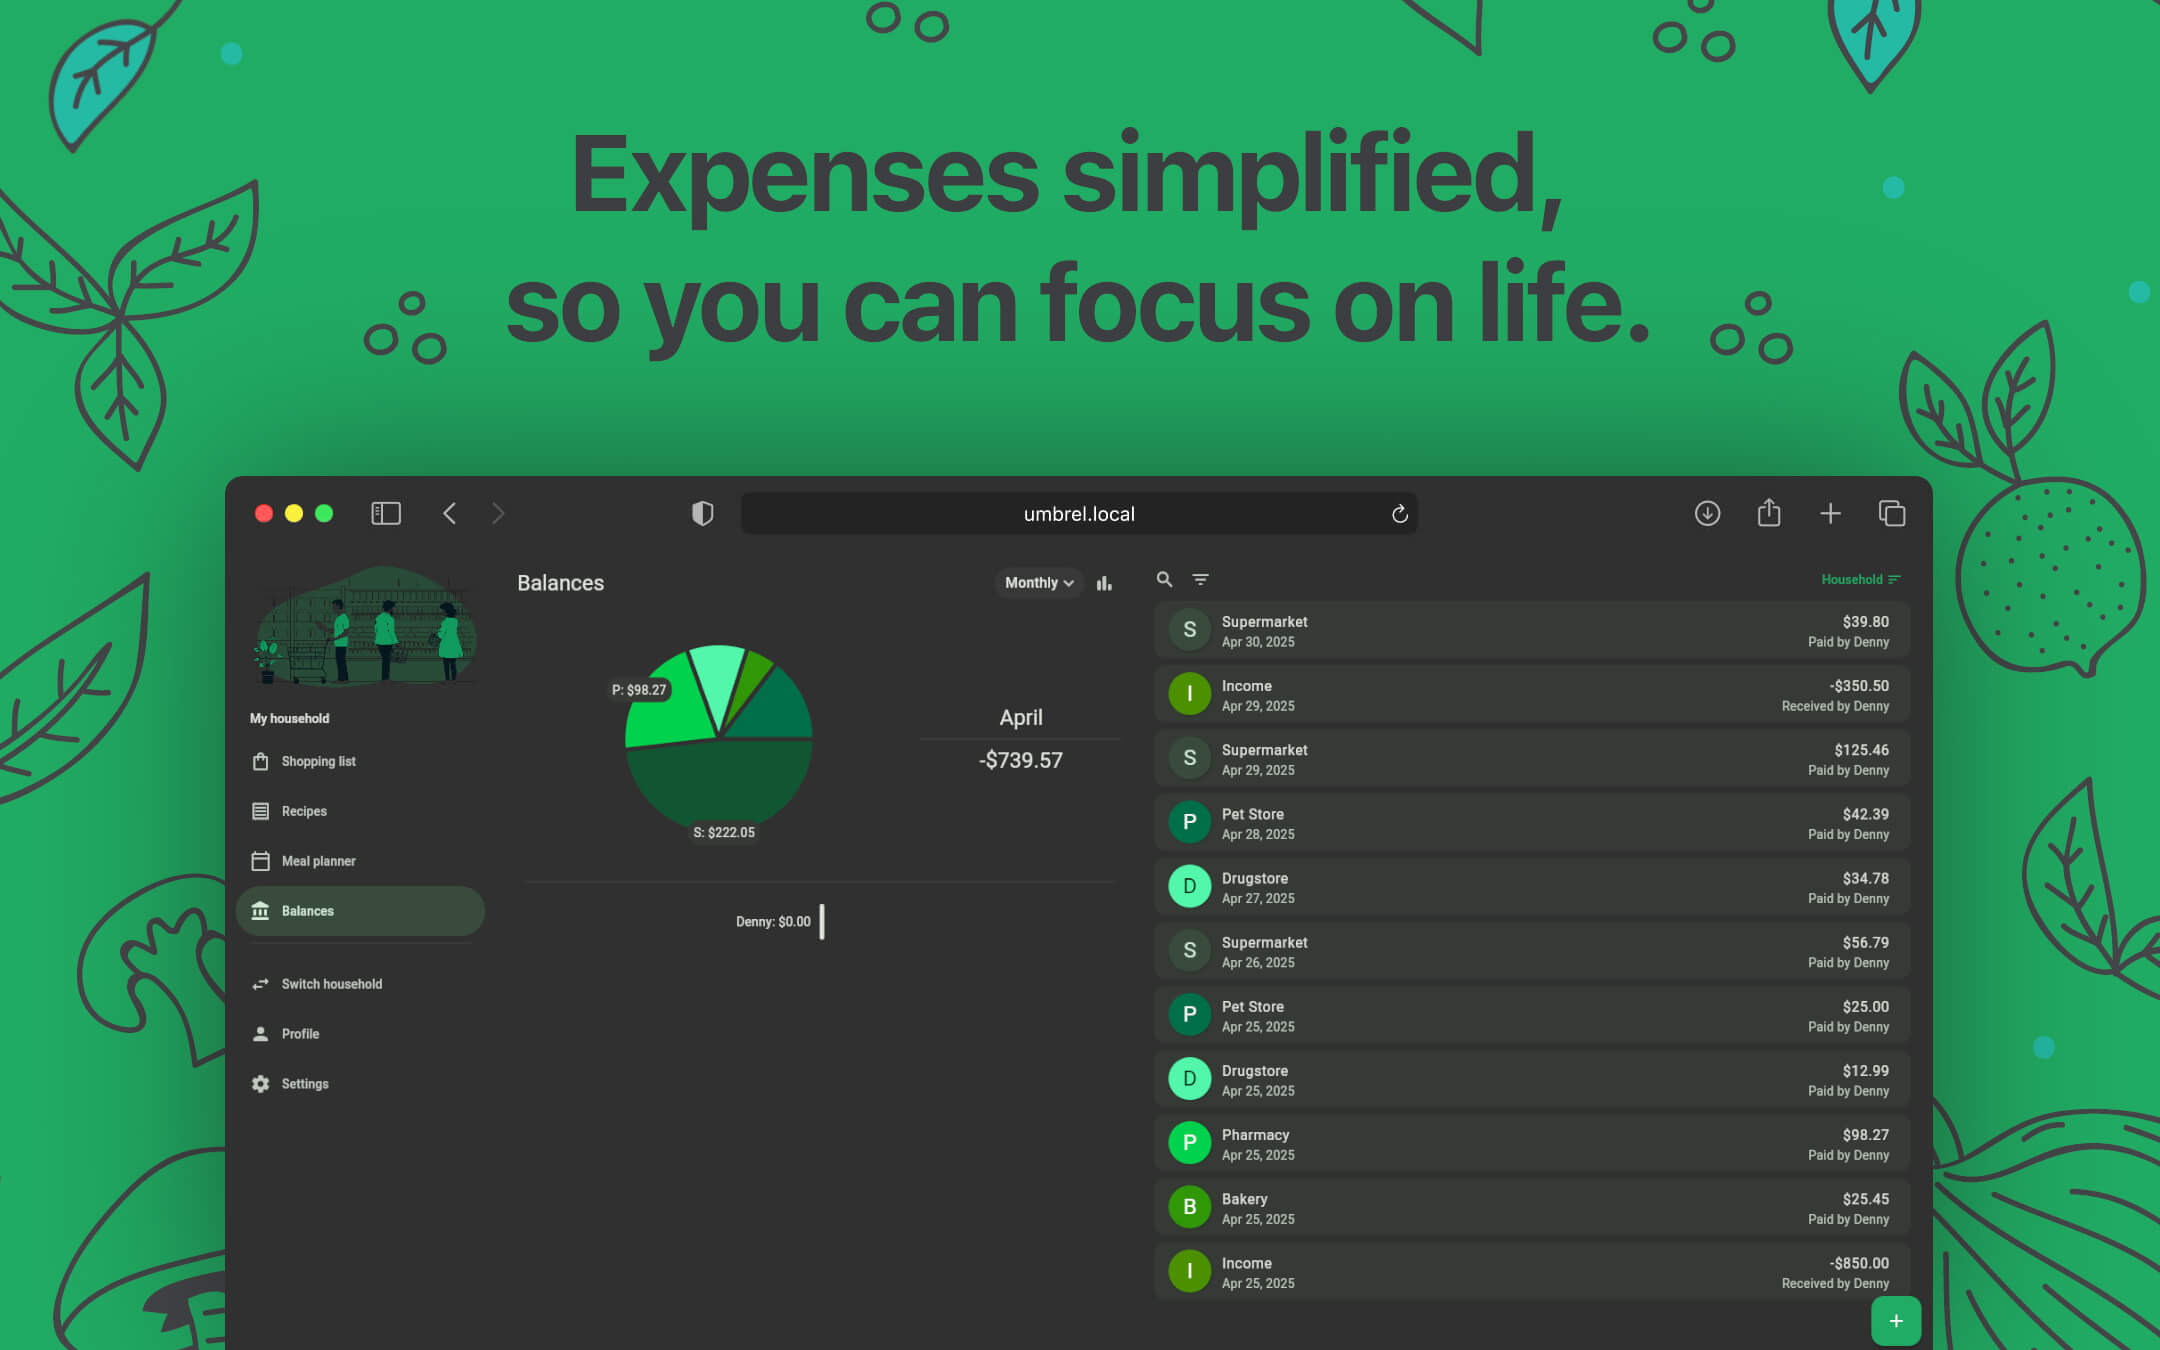 Expenses simplified,
so you can focus on life.
umbrel.local
My household
Shopping list
Recipes
Meal planner
Balances
Switch household
Profile
Settings
Balances
Monthly
P: $98.27
S: $222.05
April
-$739.57
Denny: $0.00
Household
S
Supermarket
$39.80
Apr 30, 2025
Paid by Denny
I
Income
-$350.50
Apr 29, 2025
Received by Denny
S
Supermarket
$125.46
Apr 29, 2025
Paid by Denny
P
Pet Store
$42.39
Apr 28, 2025
Paid by Denny
D
Drugstore
$34.78
Apr 27, 2025
Paid by Denny
S
Supermarket
$56.79
Apr 26, 2025
Paid by Denny
P
Pet Store
$25.00
Apr 25, 2025
Paid by Denny
D
Drugstore
$12.99
Apr 25, 2025
Paid by Denny
P
Pharmacy
$98.27
Apr 25, 2025
Paid by Denny
B
Bakery
$25.45
Apr 25, 2025
Paid by Denny
I
Income
-$850.00
Apr 25, 2025
Received by Denny